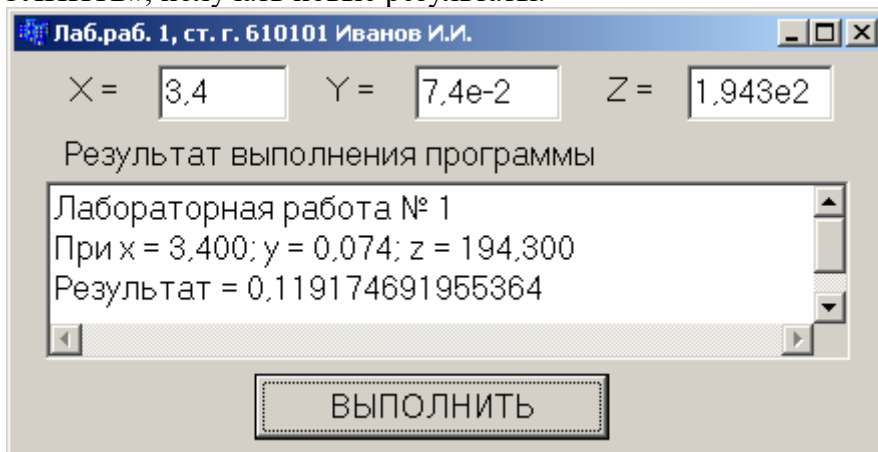 Лаб.раб. 1, ст. г. 610101 Иванов И.И.
X = 3,4 Y = 7,4e-2 Z = 1,943e2
Результат выполнения программы
Лабораторная работа № 1
При x = 3,400; y = 0,074; z = 194,300
Результат = 0,119174691955364
ВЫПОЛНИТЬ